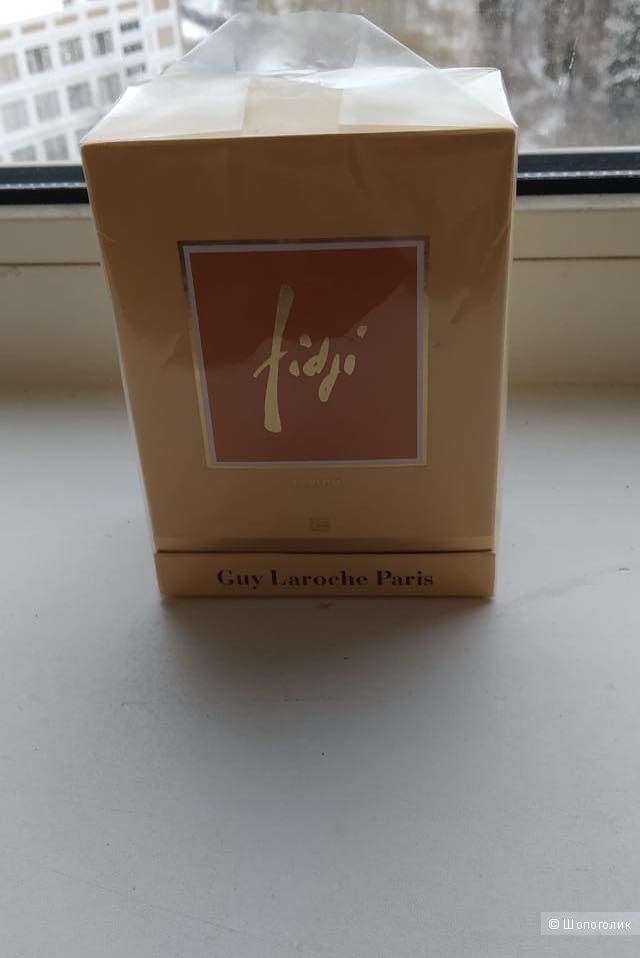 fidji
Guy Laroche Paris
© Шопоголик